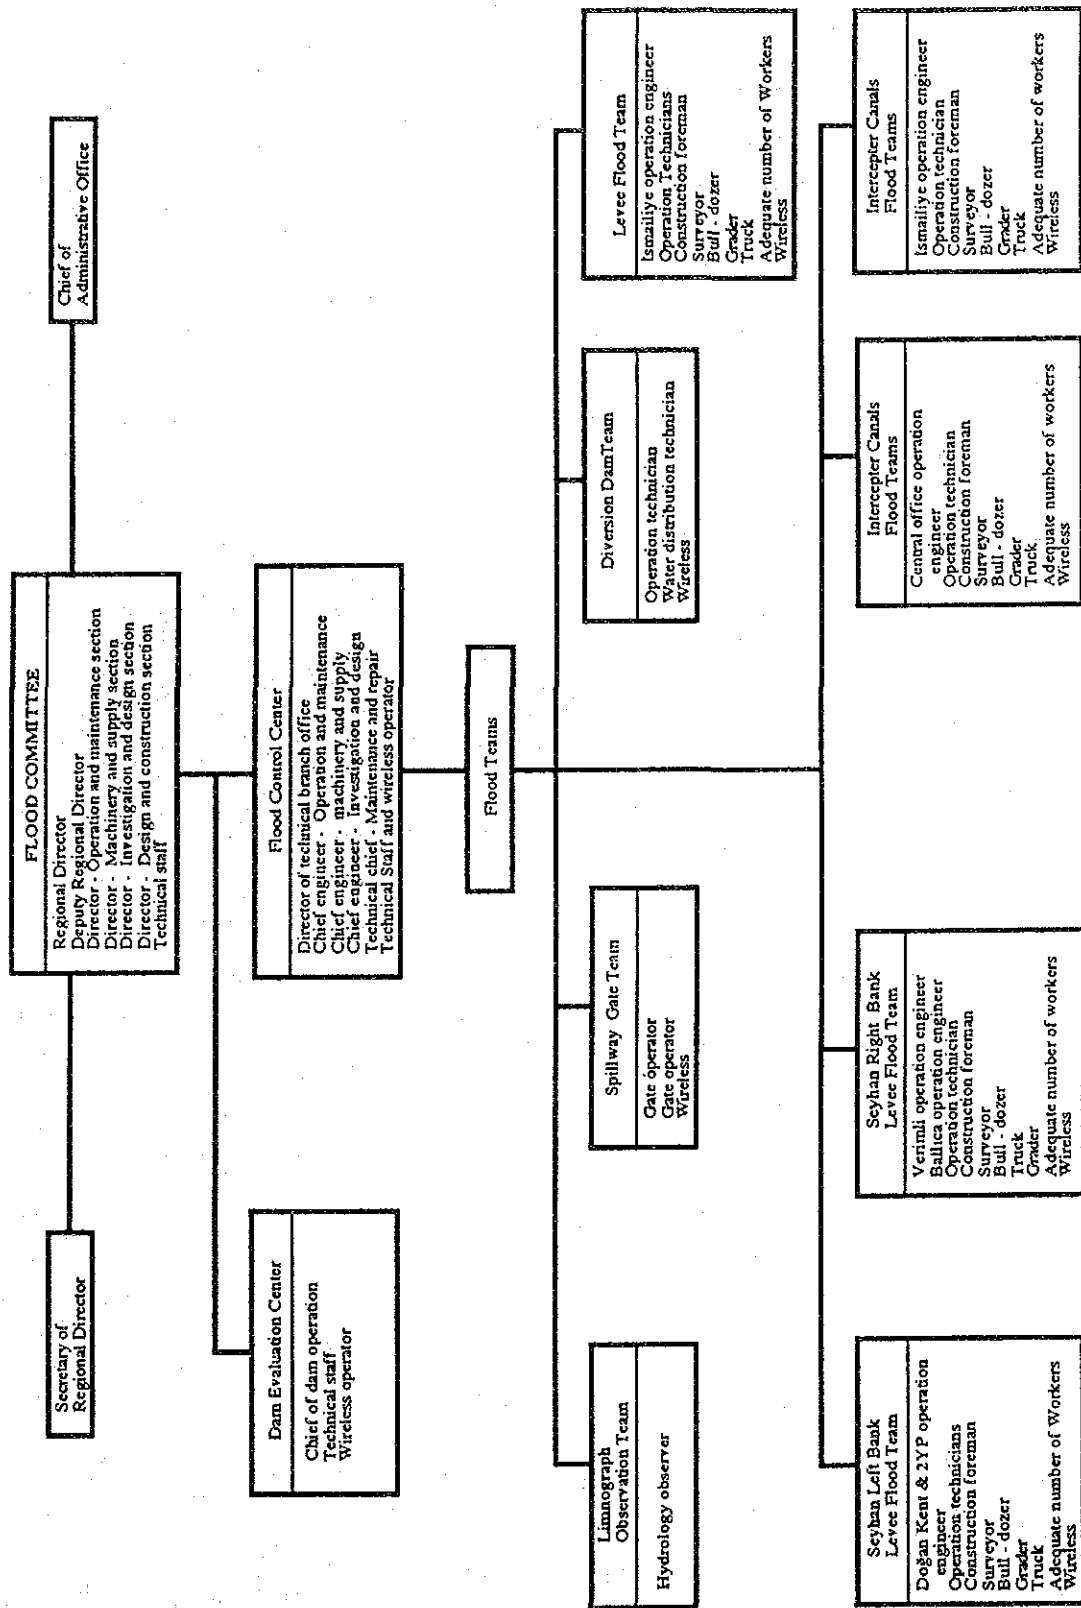 FLOOD COMMITTEE
Regional Director
Deputy Regional Director
Director - Operation and maintenance section
Director - Machinery and supply section
Director - Investigation and design section
Director - Design and construction section
Technical staff
Secretary of
Regional Director
Chief of
Administrative Office
Dam Evaluation Center
Chief of dam operation
Technical staff
Wireless operator
Flood Control Center
Director of technical branch office
Chief engineer - Operation and maintenance
Chief engineer - machinery and supply
Chief engineer - Investigation and design
Technical chief - Maintenance and repair
Technical Staff and wireless operator
Flood Teams
Limnograph
Observation Team
Hydrology observer
Spillway Gate Team
Gate operator
Gate operator
Wireless
Diversion DamTeam
Operation technician
Water distribution technician
Wireless
Levee Flood Team
Ismailiye operation engineer
Operation Technicians
Construction foreman
Surveyor
Bull - dozer
Grader
Truck
Adequate number of Workers
Wireless
Seyhan Left Bank
Levee Flood Team
Doğan Kent & 2YP operation
engineer
Operation technicians
Construction foreman
Surveyor
Bull - dozer
Grader
Truck
Adequate number of Workers
Wireless
Seyhan Right Bank
Levee Flood Team
Verimli operation engineer
Ballica operation engineer
Operation technician
Construction foreman
Surveyor
Bull - dozer
Truck
Grader
Adequate number of workers
Wireless
Intercepter Canals
Flood Teams
Central office operation
engineer
Operation technician
Construction foreman
Surveyor
Bull - dozer
Grader
Truck
Adequate number of workers
Wireless
Intercepter Canals
Flood Teams
Ismailiye operation engineer
Operation technician
Construction foreman
Surveyor
Bull - dozer
Grader
Truck
Adequate number of workers
Wireless